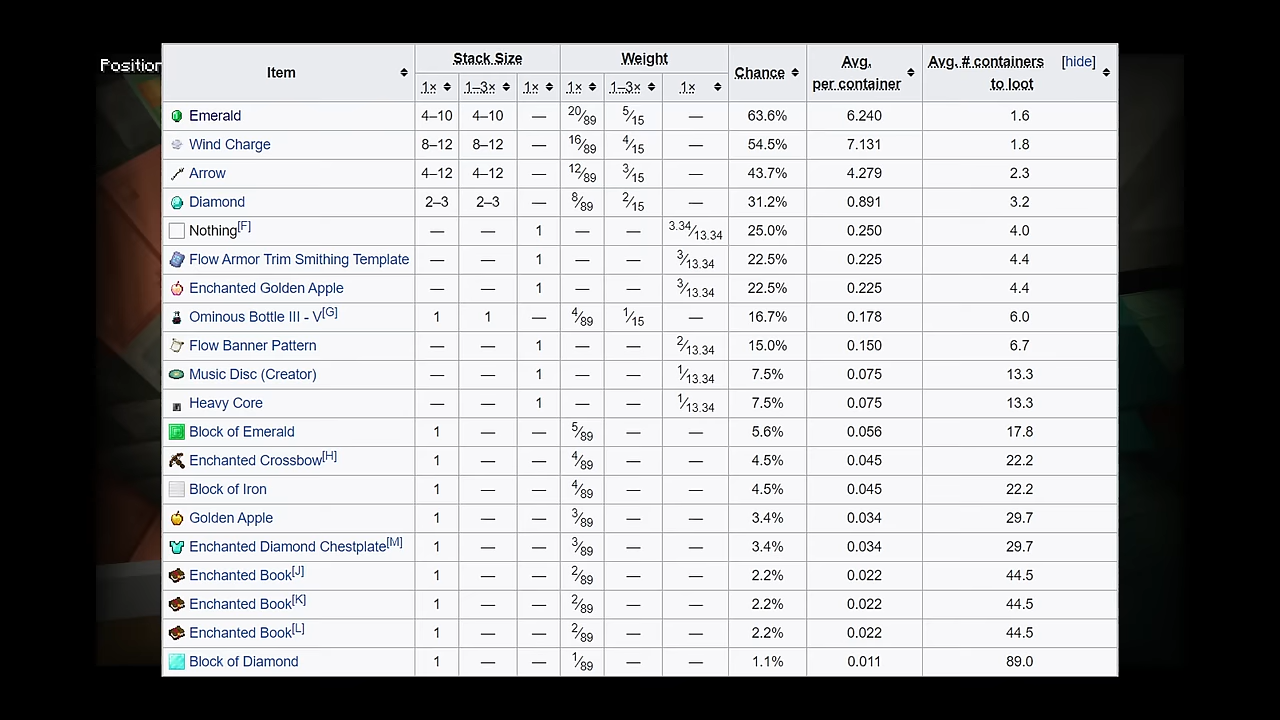 Position
Item Stack Size Weight Chance Avg. per container Avg. # containers to loot [hide]
1× 1–3× 1× 1× 1–3× 1×
Emerald 4–10 4–10 — 20/89 5/15 — 63.6% 6.240 1.6
Wind Charge 8–12 8–12 — 16/89 4/15 — 54.5% 7.131 1.8
Arrow 4–12 4–12 — 12/89 3/15 — 43.7% 4.279 2.3
Diamond 2–3 2–3 — 8/89 2/15 — 31.2% 0.891 3.2
Nothing[F] — — 1 — — 3.34/13.34 25.0% 0.250 4.0
Flow Armor Trim Smithing Template — — 1 — — 3/13.34 22.5% 0.225 4.4
Enchanted Golden Apple — — 1 — — 3/13.34 22.5% 0.225 4.4
Ominous Bottle III - V[G] 1 1 — 4/89 1/15 — 16.7% 0.178 6.0
Flow Banner Pattern — — 1 — — 2/13.34 15.0% 0.150 6.7
Music Disc (Creator) — — 1 — — 1/13.34 7.5% 0.075 13.3
Heavy Core — — 1 — — 1/13.34 7.5% 0.075 13.3
Block of Emerald 1 — — 5/89 — — 5.6% 0.056 17.8
Enchanted Crossbow[H] 1 — — 4/89 — — 4.5% 0.045 22.2
Block of Iron 1 — — 4/89 — — 4.5% 0.045 22.2
Golden Apple 1 — — 3/89 — — 3.4% 0.034 29.7
Enchanted Diamond Chestplate[M] 1 — — 3/89 — — 3.4% 0.034 29.7
Enchanted Book[J] 1 — — 2/89 — — 2.2% 0.022 44.5
Enchanted Book[K] 1 — — 2/89 — — 2.2% 0.022 44.5
Enchanted Book[L] 1 — — 2/89 — — 2.2% 0.022 44.5
Block of Diamond 1 — — 1/89 — — 1.1% 0.011 89.0